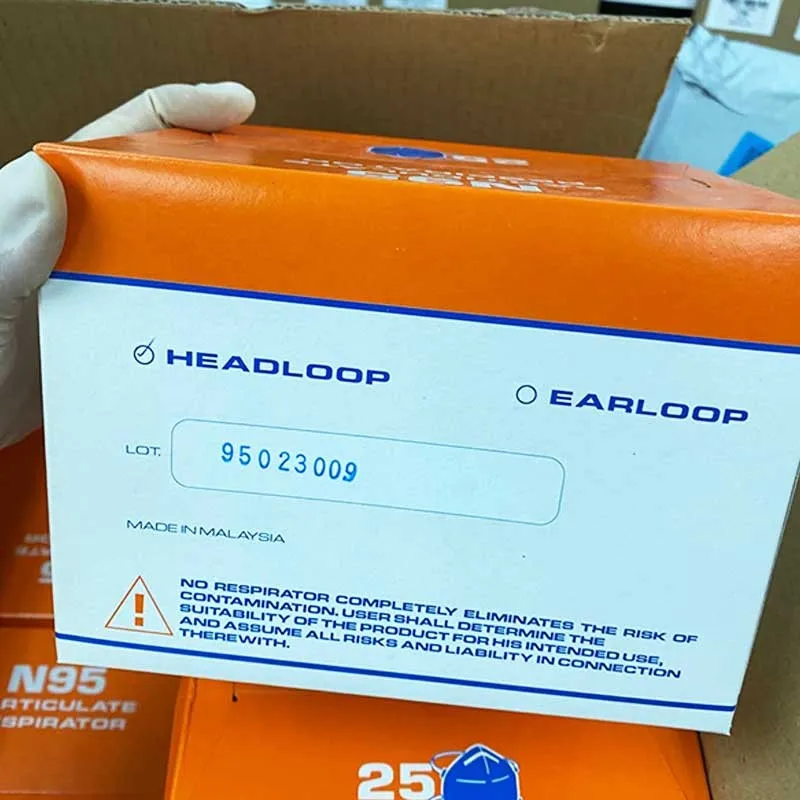 N95
HEADLOOP
EARLOOP
LOT.
95023009
MADE IN MALAYSIA
NO RESPIRATOR COMPLETELY ELIMINATES THE RISK OF
CONTAMINATION. USER SHALL DETERMINE THE
SUITABILITY OF THE PRODUCT FOR HIS INTENDED USE,
AND ASSUME ALL RISKS AND LIABILITY IN CONNECTION
THEREWITH.
N95
25